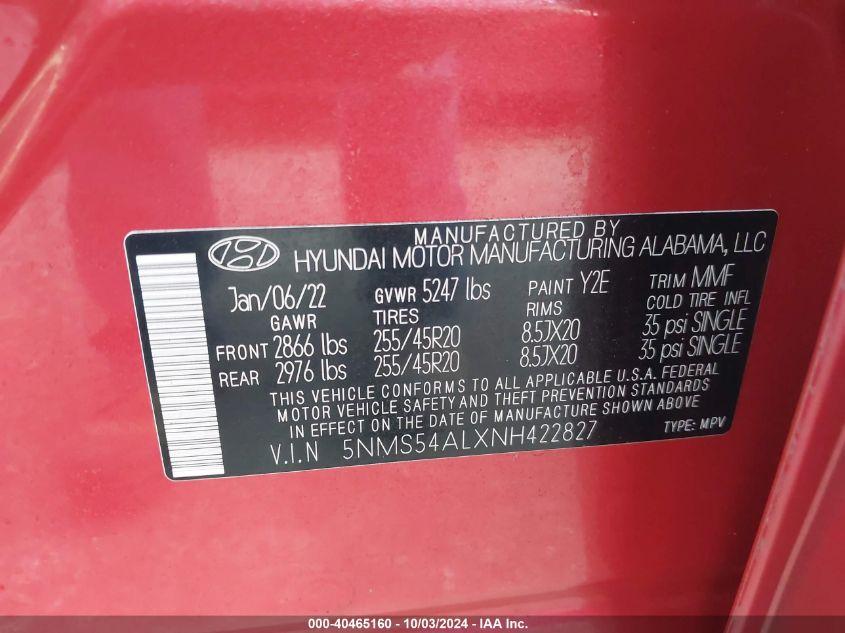 MANUFACTURED BY
HYUNDAI MOTOR MANUFACTURING ALABAMA, LLC
Jan/06/22 GVWR 5247 lbs PAINT Y2E TRIM MMF
GAWR TIRES RIMS COLD TIRE INFL
FRONT 2866 lbs 255/45R20 8.5JX20 35 psi SINGLE
REAR 2976 lbs 255/45R20 8.5JX20 35 psi SINGLE
THIS VEHICLE CONFORMS TO ALL APPLICABLE U.S.A. FEDERAL
MOTOR VEHICLE SAFETY AND THEFT PREVENTION STANDARDS
IN EFFECT ON THE DATE OF MANUFACTURE SHOWN ABOVE
V.I.N 5NMS54ALXNH422827 TYPE: MPV
000-40465160 - 10/03/2024 - IAA Inc.